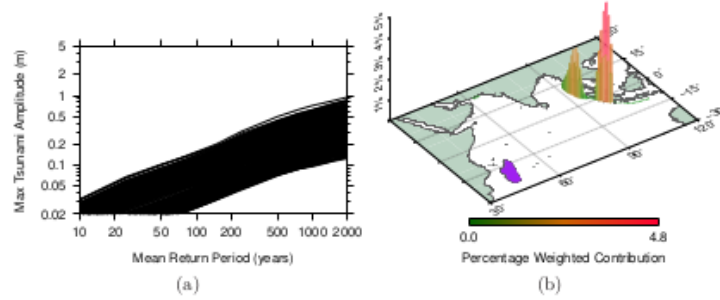 Max Tsunami Amplitude (m)
5
2
1
0.5
0.2
0.1
0.05
0.02
10 20 50 100 200 500 1000 2000
Mean Return Period (years)
(a)
1% 2% 3% 4% 5%
15°
0°
-15°
30° 60° 90° 120°
0.0 4.8
Percentage Weighted Contribution
(b)